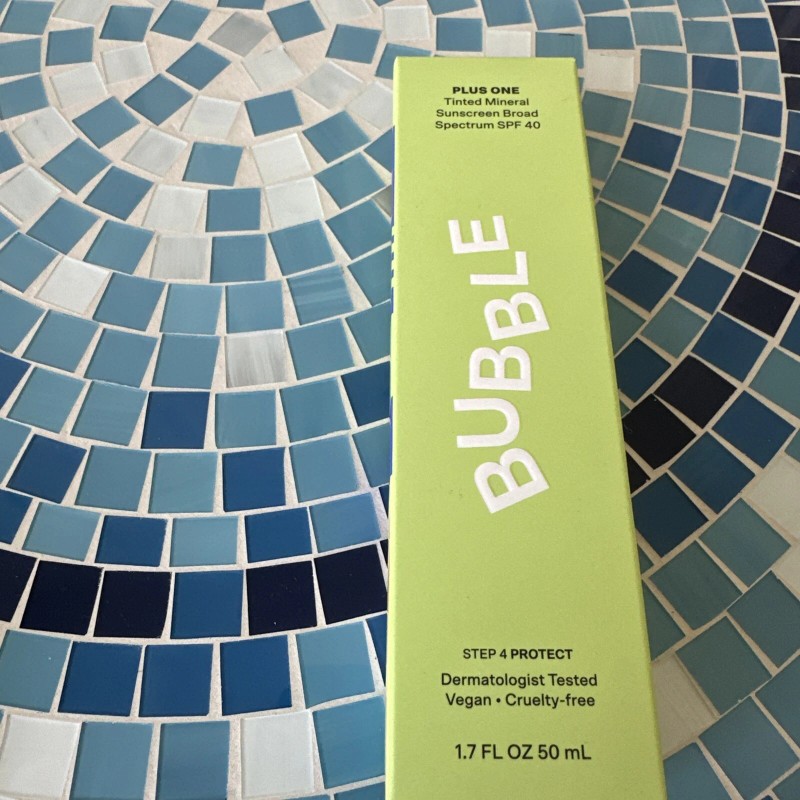 PLUS ONE
Tinted Mineral
Sunscreen Broad
Spectrum SPF 40
BUBBLE
STEP 4 PROTECT
Dermatologist Tested
Vegan • Cruelty-free
1.7 FL OZ 50 mL